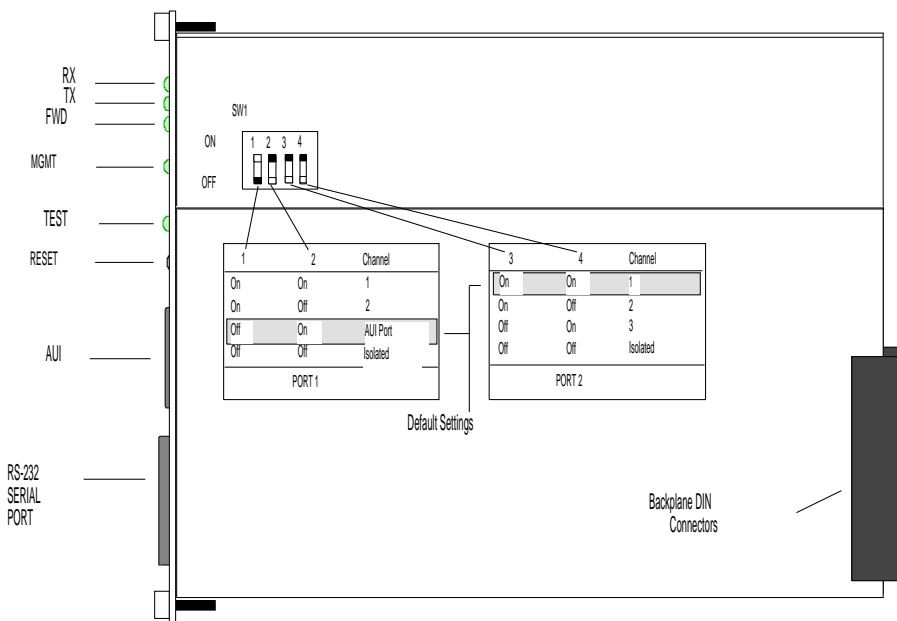 RX
TX
FWD
MGMT
TEST
RESET
AUI
RS-232
SERIAL
PORT
SW1
ON
OFF
1 2 3 4
1 2 Channel
On On 1
On Off 2
Off On AUI Port
Off Off Isolated
PORT 1
3 4 Channel
On On 1
On Off 2
Off On 3
Off Off Isolated
PORT 2
Default Settings
Backplane DIN
Connectors